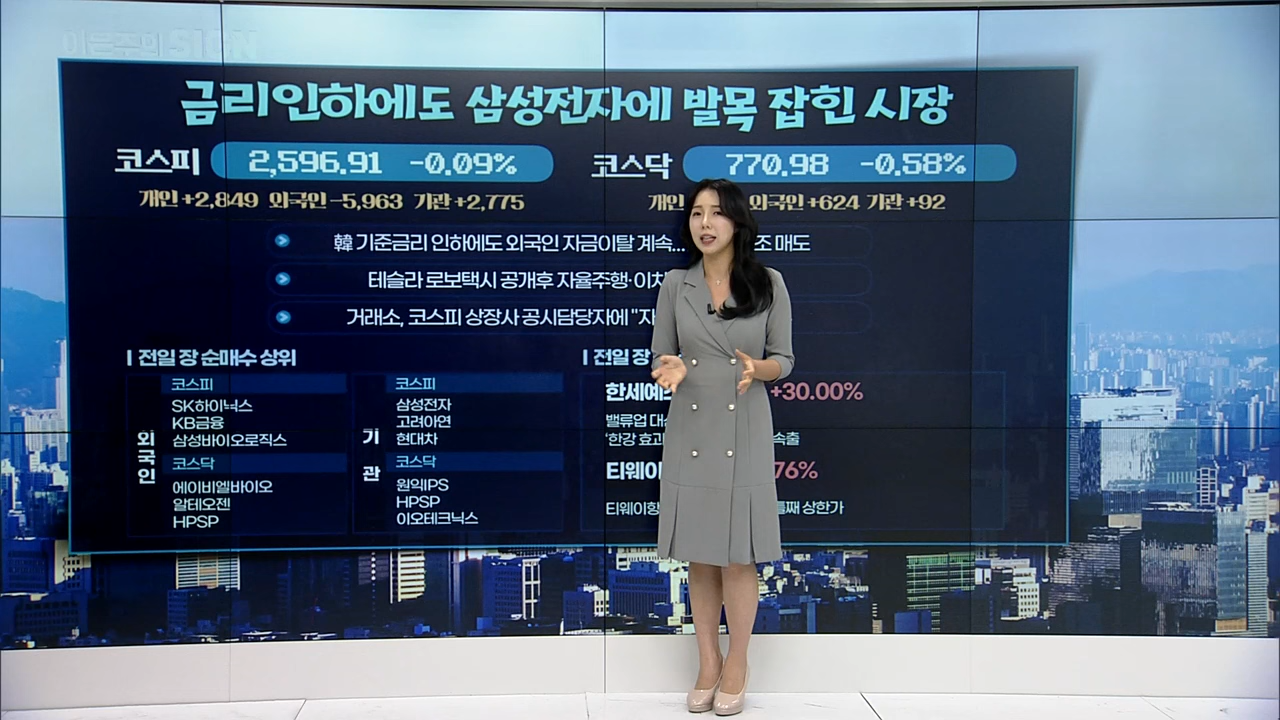 이본주의 SIGN
금리인하에도 삼성전자에 발목 잡힌 시장
코스피 2,596.91 -0.09%
코스닥 770.98 -0.58%
개인 +2,849 외국인 -5,963 기관 +2,775
개인 외국인 +624 기관 +92
韓 기준금리 인하에도 외국인 자금이탈 계속... 조 매도
테슬라 로보택시 공개후 자율주행·이차
거래소, 코스피 상장사 공시담당자에 "자
전일 장 순매수 상위
외국인
코스피
SK하이닉스
KB금융
삼성바이오로직스
코스닥
에이비엘바이오
알테오젠
HPSP
기관
코스피
삼성전자
고려아연
현대차
코스닥
원익IPS
HPSP
이오테크닉스
전일 장
한세예스 +30.00%
밸류업 대상
'한강 효과 속출
티웨이 76%
티웨이항 째 상한가